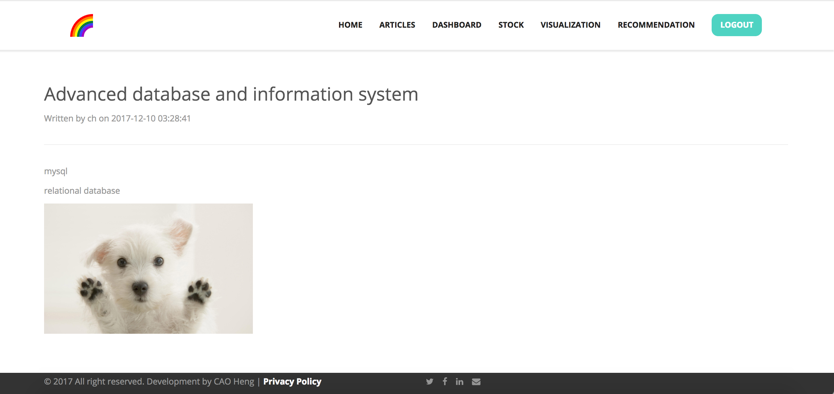 HOME ARTICLES DASHBOARD STOCK VISUALIZATION RECOMMENDATION LOGOUT
Advanced database and information system
Written by ch on 2017-12-10 03:28:41
mysql
relational database
© 2017 All right reserved. Development by CAO Heng | Privacy Policy